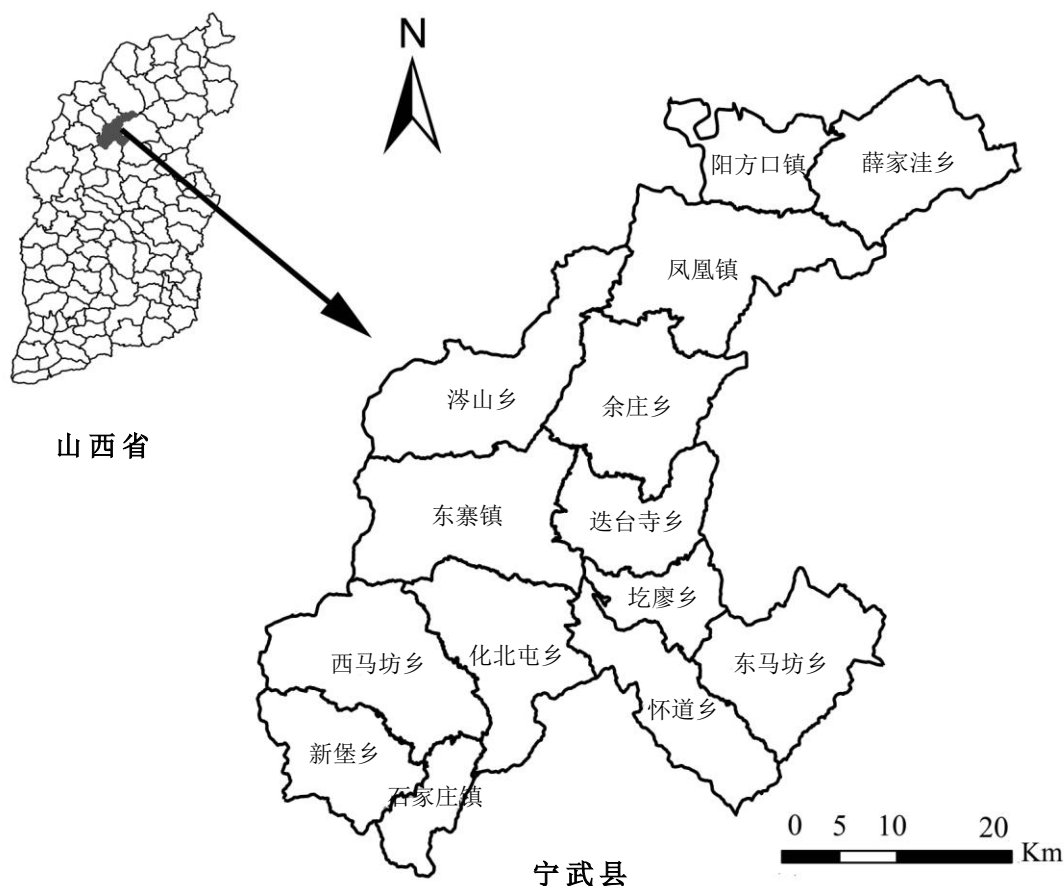 N
阳方口镇
薛家洼乡
凤凰镇
涔山乡
余庄乡
山西省
东寨镇
迭台寺乡
圪廖乡
西马坊乡
化北屯乡
东马坊乡
怀道乡
新堡乡
石家庄镇
0 5 10 20
Km
宁武县